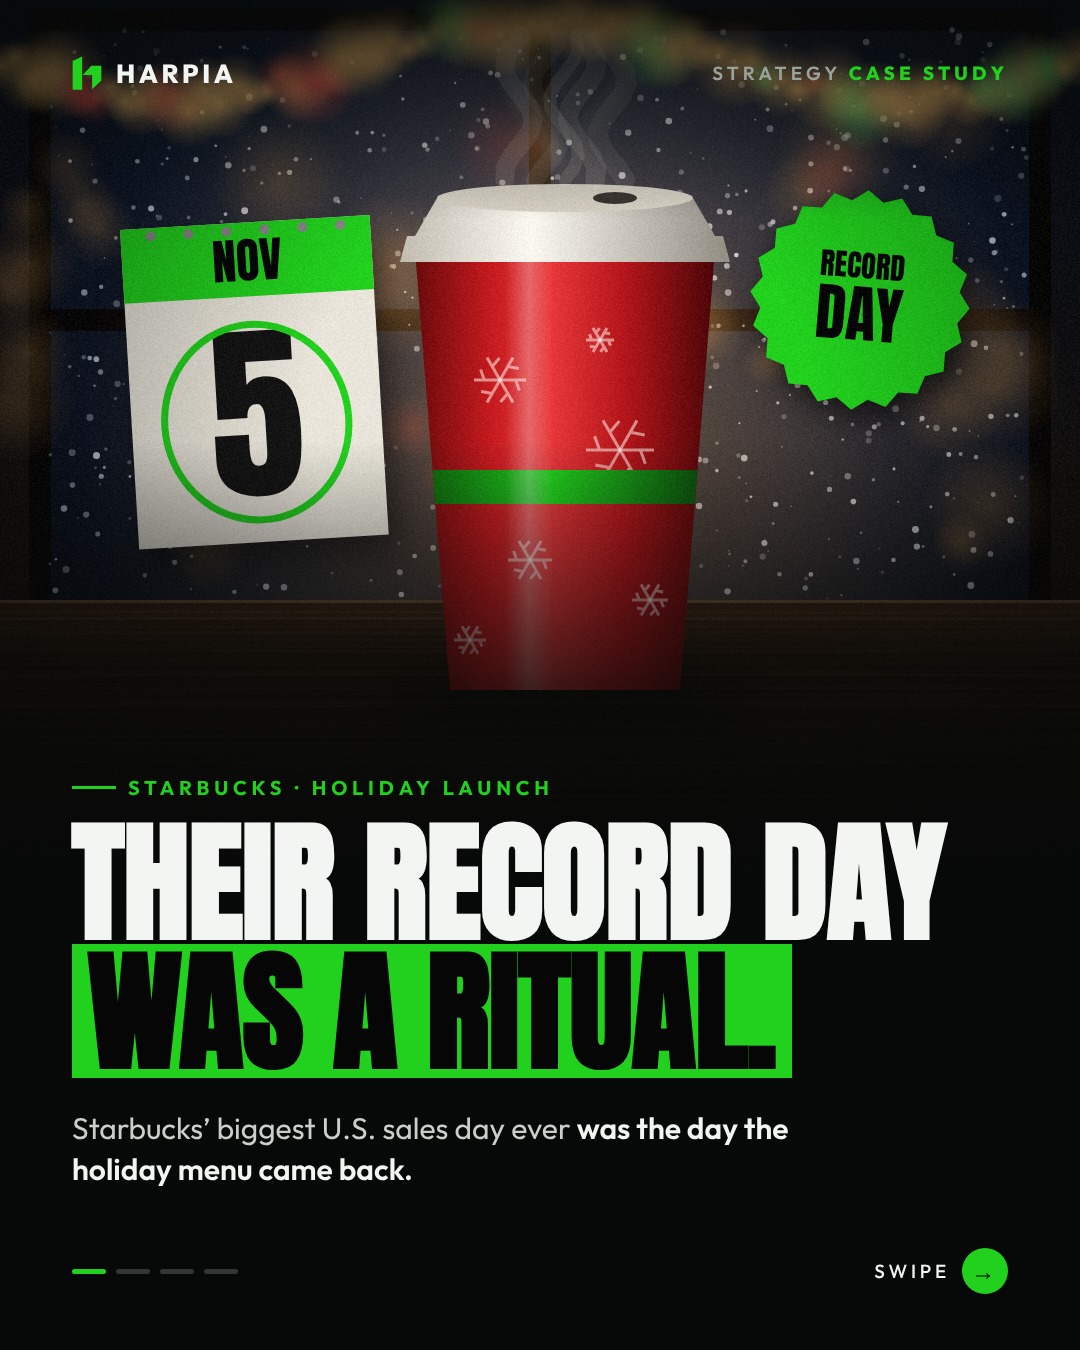 HARPIA
STRATEGY CASE STUDY
NOV
5
RECORD
DAY
STARBUCKS · HOLIDAY LAUNCH
THEIR RECORD DAY
WAS A RITUAL.
Starbucks’ biggest U.S. sales day ever was the day the
holiday menu came back.
SWIPE →